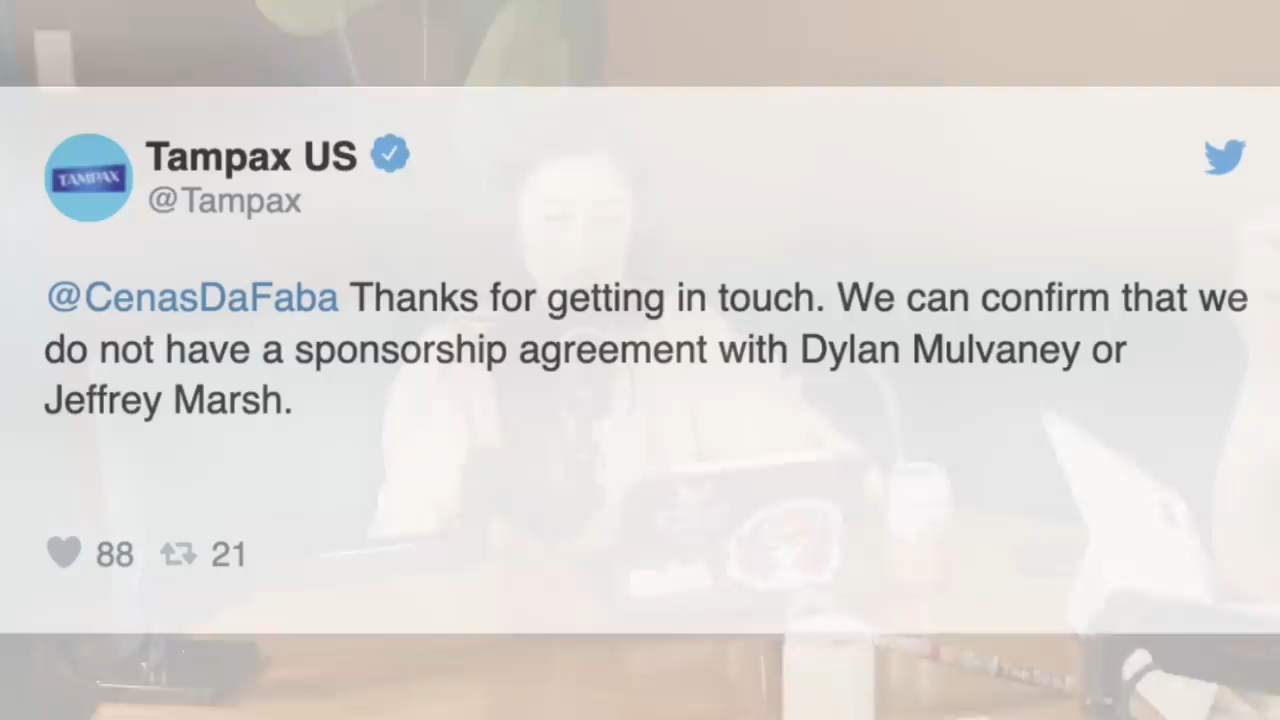 Tampax US
TAMPAX
@Tampax
@CenasDaFaba Thanks for getting in touch. We can confirm that we
do not have a sponsorship agreement with Dylan Mulvaney or
Jeffrey Marsh.
88 21